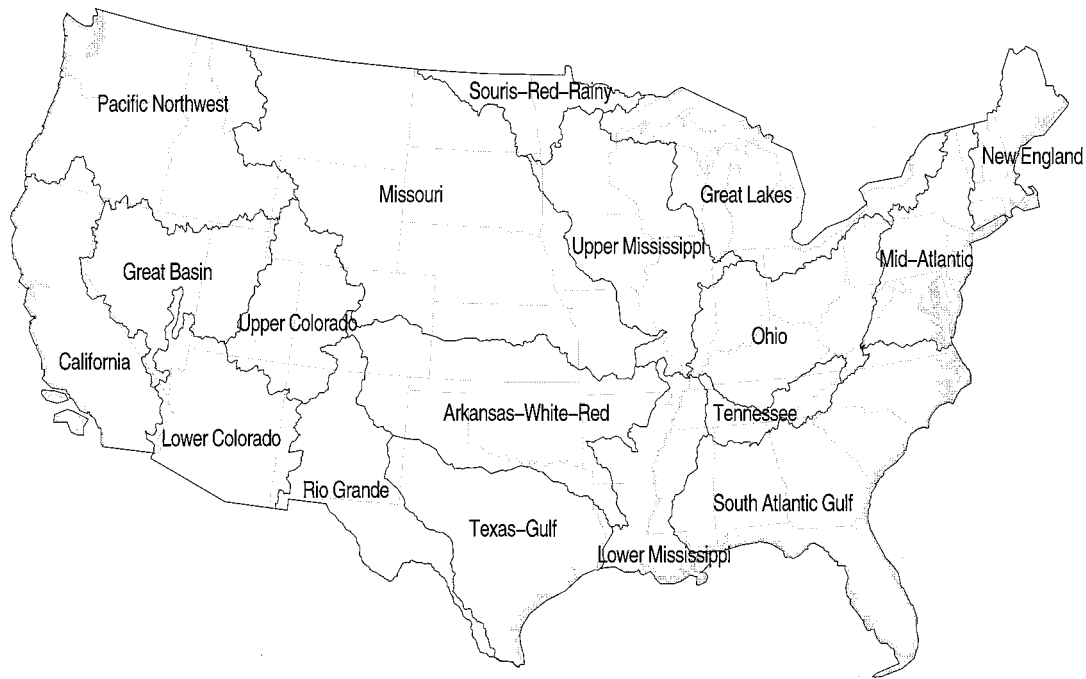 Souris–Red–Rainy
Pacific Northwest
New England
Missouri
Great Lakes
Upper Mississippi
Mid–Atlantic
Great Basin
Upper Colorado
Ohio
California
Arkansas–White–Red
Tennessee
Lower Colorado
Rio Grande
South Atlantic Gulf
Texas–Gulf
Lower Mississippi